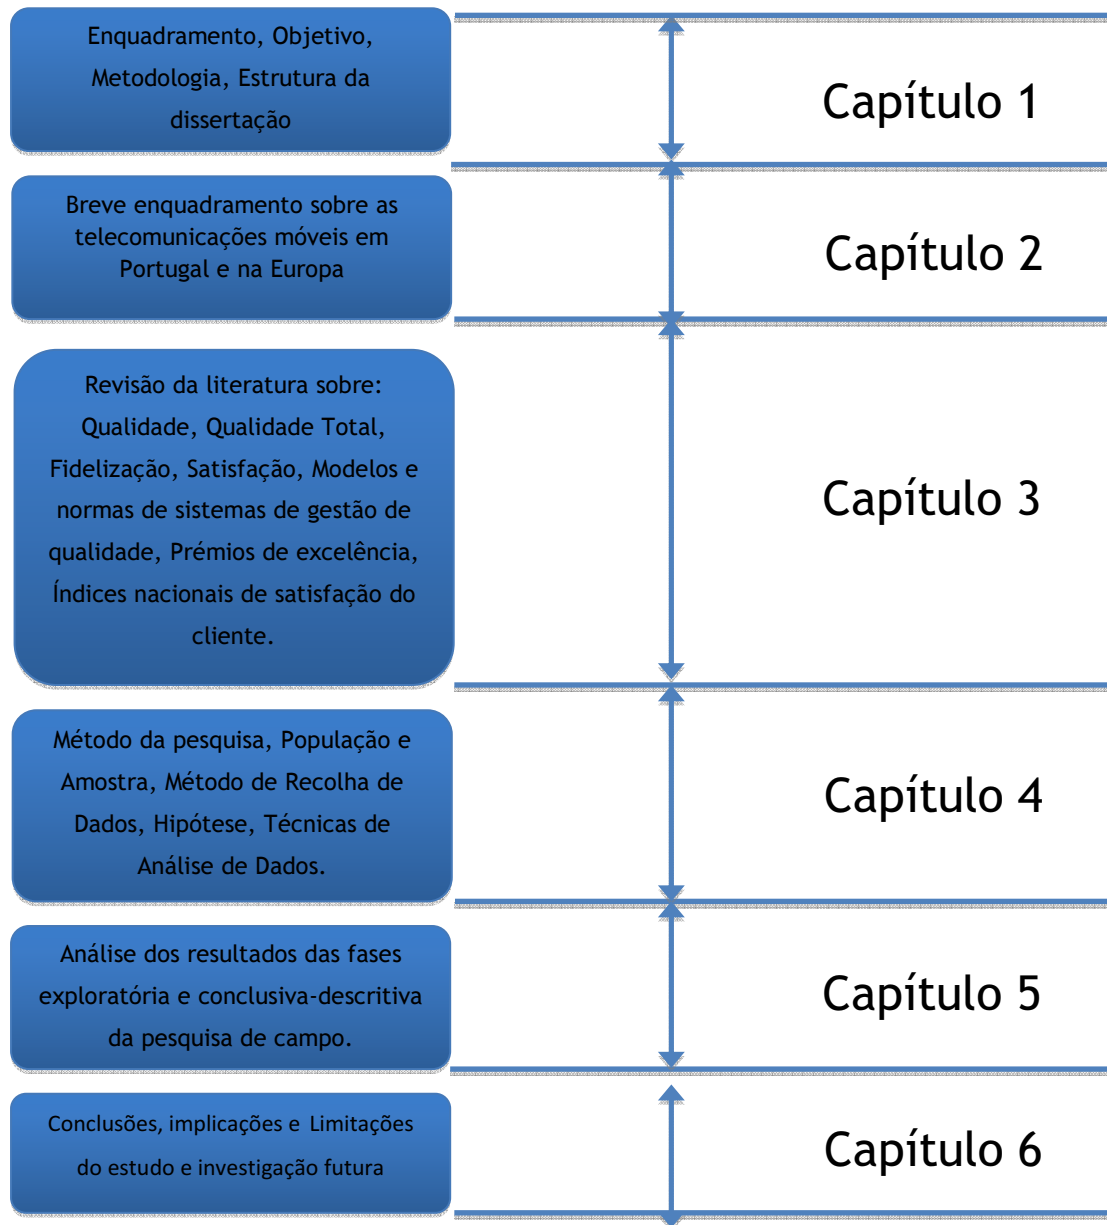 Enquadramento, Objetivo,
Metodologia, Estrutura da
dissertação
Capítulo 1
Breve enquadramento sobre as
telecomunicações móveis em
Portugal e na Europa
Capítulo 2
Revisão da literatura sobre:
Qualidade, Qualidade Total,
Fidelização, Satisfação, Modelos e
normas de sistemas de gestão de
qualidade, Prémios de excelência,
Índices nacionais de satisfação do
cliente.
Capítulo 3
Método da pesquisa, População e
Amostra, Método de Recolha de
Dados, Hipótese, Técnicas de
Análise de Dados.
Capítulo 4
Análise dos resultados das fases
exploratória e conclusiva-descritiva
da pesquisa de campo.
Capítulo 5
Conclusões, implicações e Limitações
do estudo e investigação futura
Capítulo 6